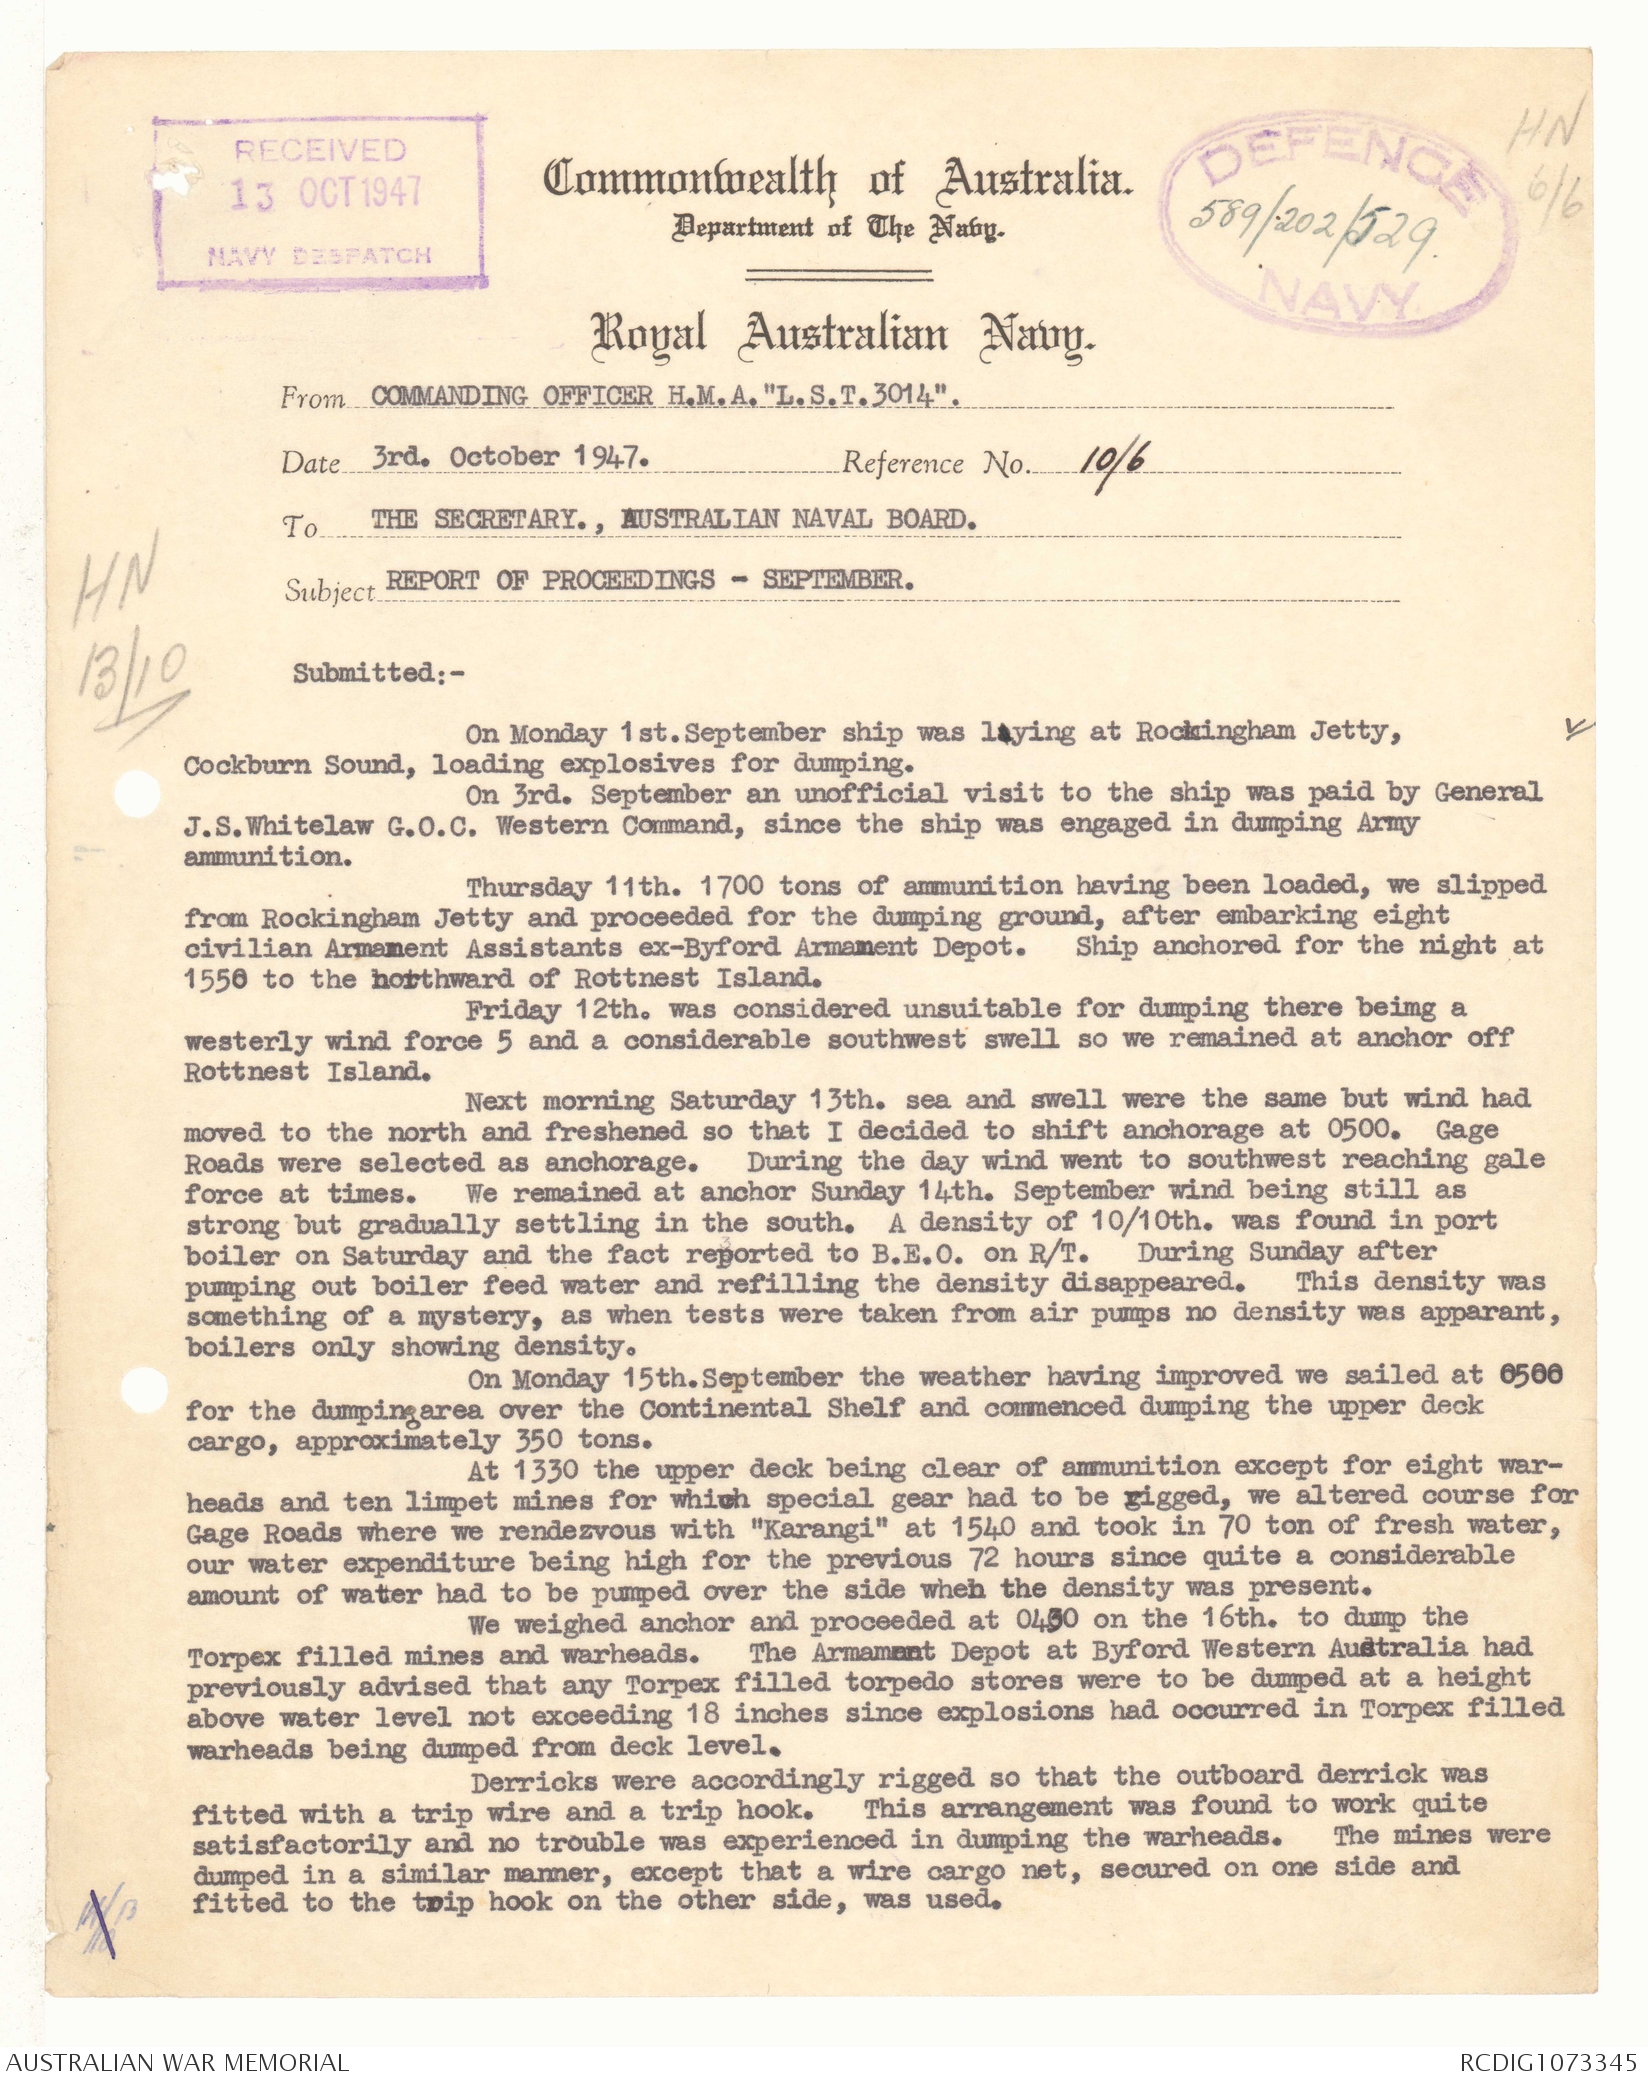 RECEIVED
13 OCT 1947
NAVY DESPATCH
Commonwealth of Australia.
Department of The Navy.
Royal Australian Navy.
DEFENCE
589/202/529.
NAVY
HN
6/6
From COMMANDING OFFICER H.M.A."L.S.T.3014".
Date 3rd. October 1947. Reference No. 10/6
To THE SECRETARY., AUSTRALIAN NAVAL BOARD.
Subject REPORT OF PROCEEDINGS - SEPTEMBER.
HN
13/10
Submitted:-
On Monday 1st.September ship was laying at Rockingham Jetty,
Cockburn Sound, loading explosives for dumping.
On 3rd. September an unofficial visit to the ship was paid by General
J.S.Whitelaw G.O.C. Western Command, since the ship was engaged in dumping Army
ammunition.
Thursday 11th. 1700 tons of ammunition having been loaded, we slipped
from Rockingham Jetty and proceeded for the dumping ground, after embarking eight
civilian Armament Assistants ex-Byford Armament Depot. Ship anchored for the night at
1550 to the northward of Rottnest Island.
Friday 12th. was considered unsuitable for dumping there beimg a
westerly wind force 5 and a considerable southwest swell so we remained at anchor off
Rottnest Island.
Next morning Saturday 13th. sea and swell were the same but wind had
moved to the north and freshened so that I decided to shift anchorage at 0500. Gage
Roads were selected as anchorage. During the day wind went to southwest reaching gale
force at times. We remained at anchor Sunday 14th. September wind being still as
strong but gradually settling in the south. A density of 10/10th. was found in port
boiler on Saturday and the fact reported to B.E.O. on R/T. During Sunday after
pumping out boiler feed water and refilling the density disappeared. This density was
something of a mystery, as when tests were taken from air pumps no density was apparant,
boilers only showing density.
On Monday 15th.September the weather having improved we sailed at 0500
for the dumping area over the Continental Shelf and commenced dumping the upper deck
cargo, approximately 350 tons.
At 1330 the upper deck being clear of ammunition except for eight war-
heads and ten limpet mines for which special gear had to be rigged, we altered course for
Gage Roads where we rendezvous with "Karangi" at 1540 and took in 70 ton of fresh water,
our water expenditure being high for the previous 72 hours since quite a considerable
amount of water had to be pumped over the side when the density was present.
We weighed anchor and proceeded at 0430 on the 16th. to dump the
Torpex filled mines and warheads. The Armament Depot at Byford Western Australia had
previously advised that any Torpex filled torpedo stores were to be dumped at a height
above water level not exceeding 18 inches since explosions had occurred in Torpex filled
warheads being dumped from deck level.
Derricks were accordingly rigged so that the outboard derrick was
fitted with a trip wire and a trip hook. This arrangement was found to work quite
satisfactorily and no trouble was experienced in dumping the warheads. The mines were
dumped in a similar manner, except that a wire cargo net, secured on one side and
fitted to the trip hook on the other side, was used.
AUSTRALIAN WAR MEMORIAL
RCDIG1073345